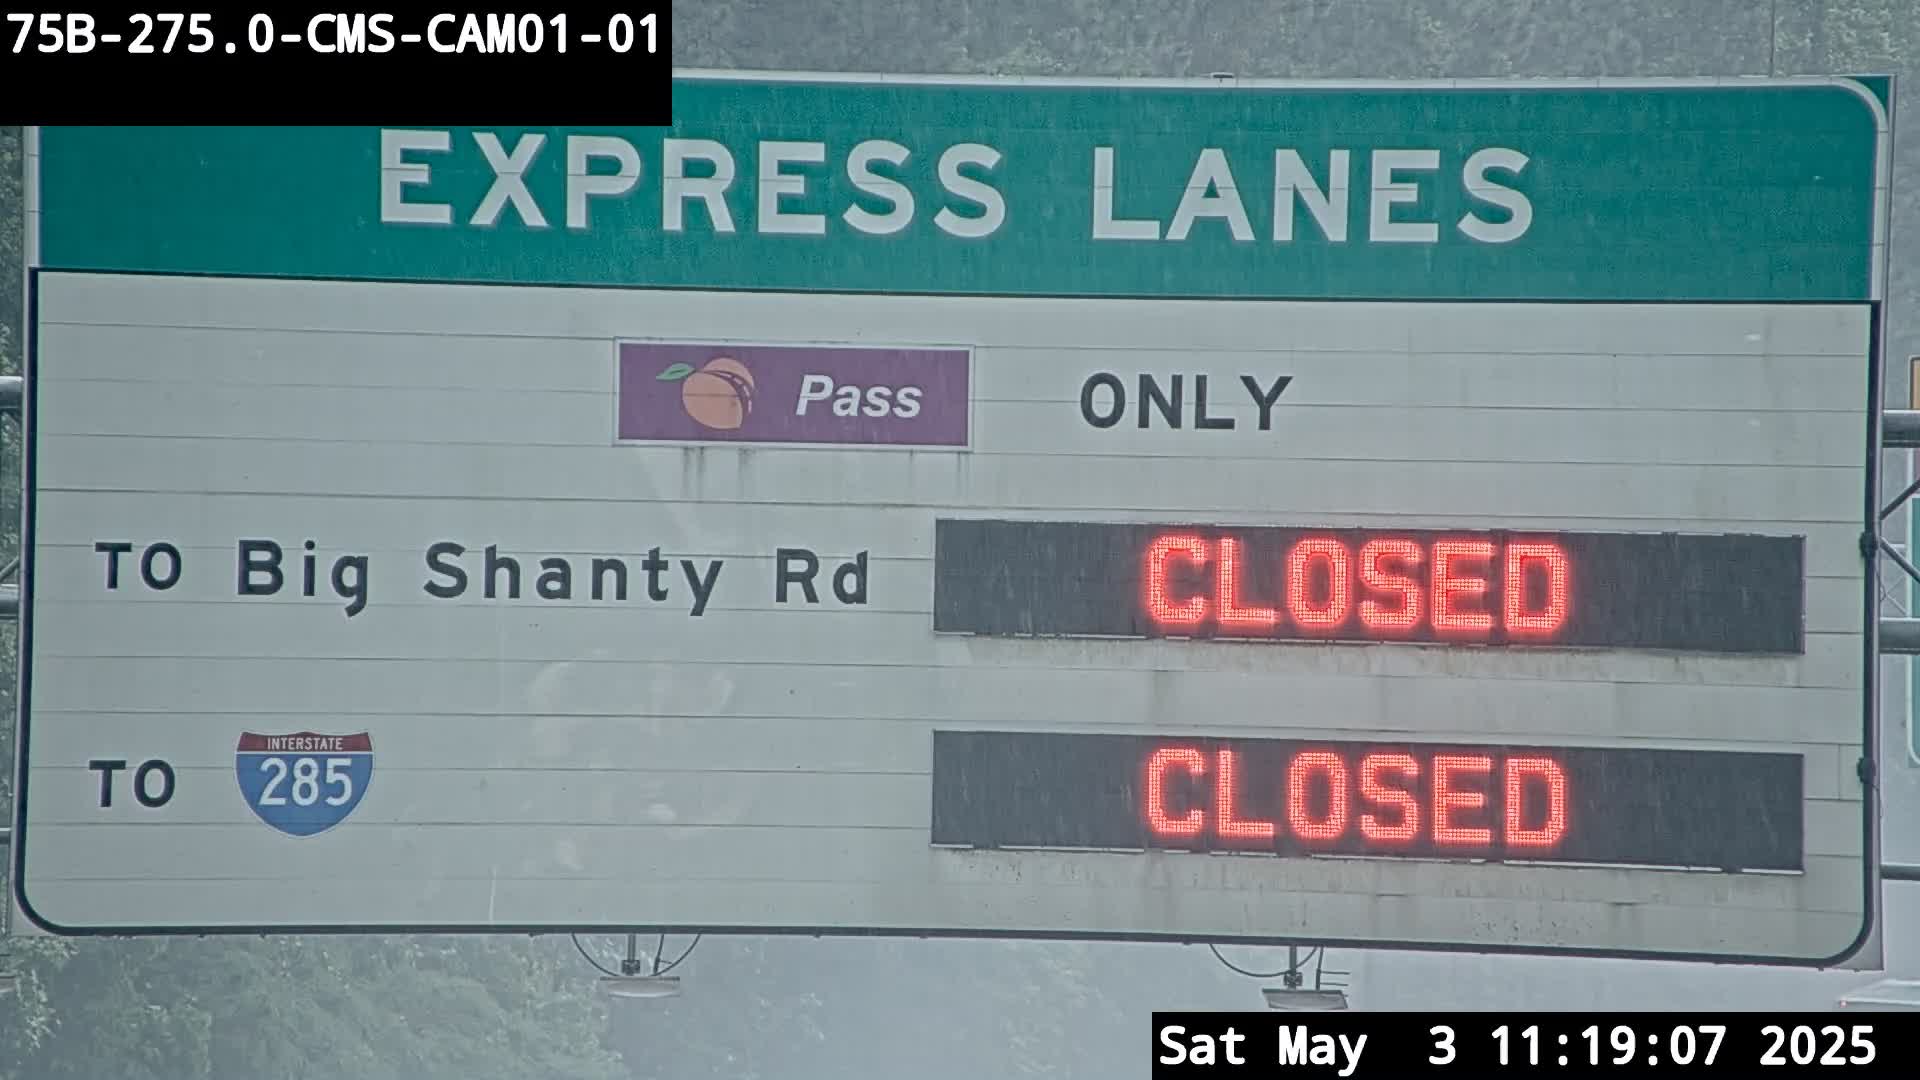 75B-275.0-CMS-CAM01-01
EXPRESS LANES
Pass ONLY
TO Big Shanty Rd CLOSED
TO INTERSTATE 285 CLOSED
Sat May 3 11:19:07 2025